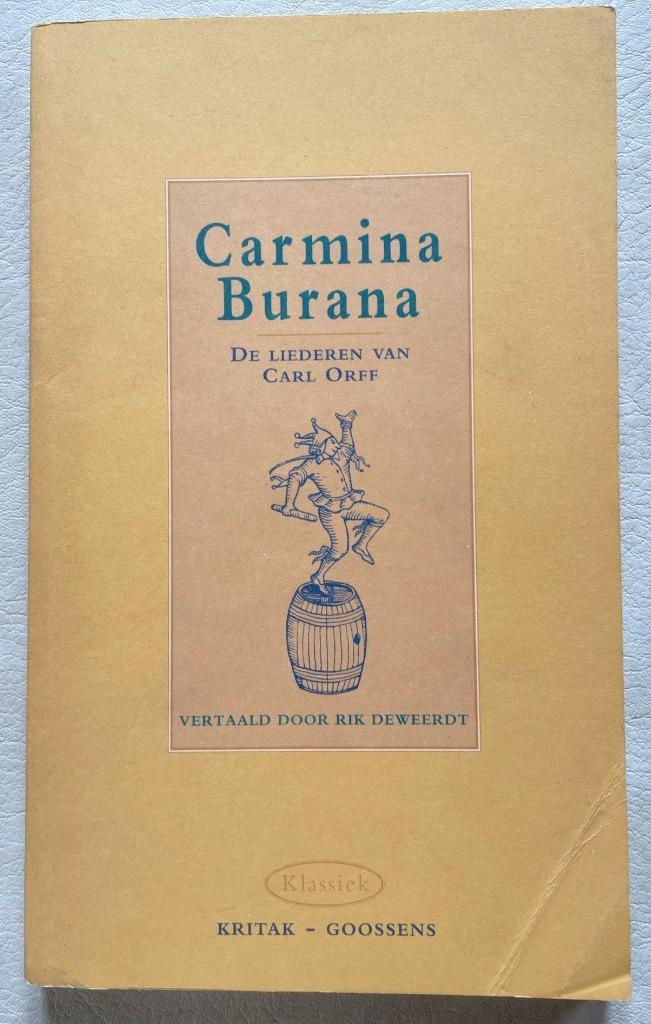 Carmina
Burana
De liederen van
Carl Orff
VERTAALD DOOR RIK DEWEERDT
Klassiek
KRITAK – GOOSSENS